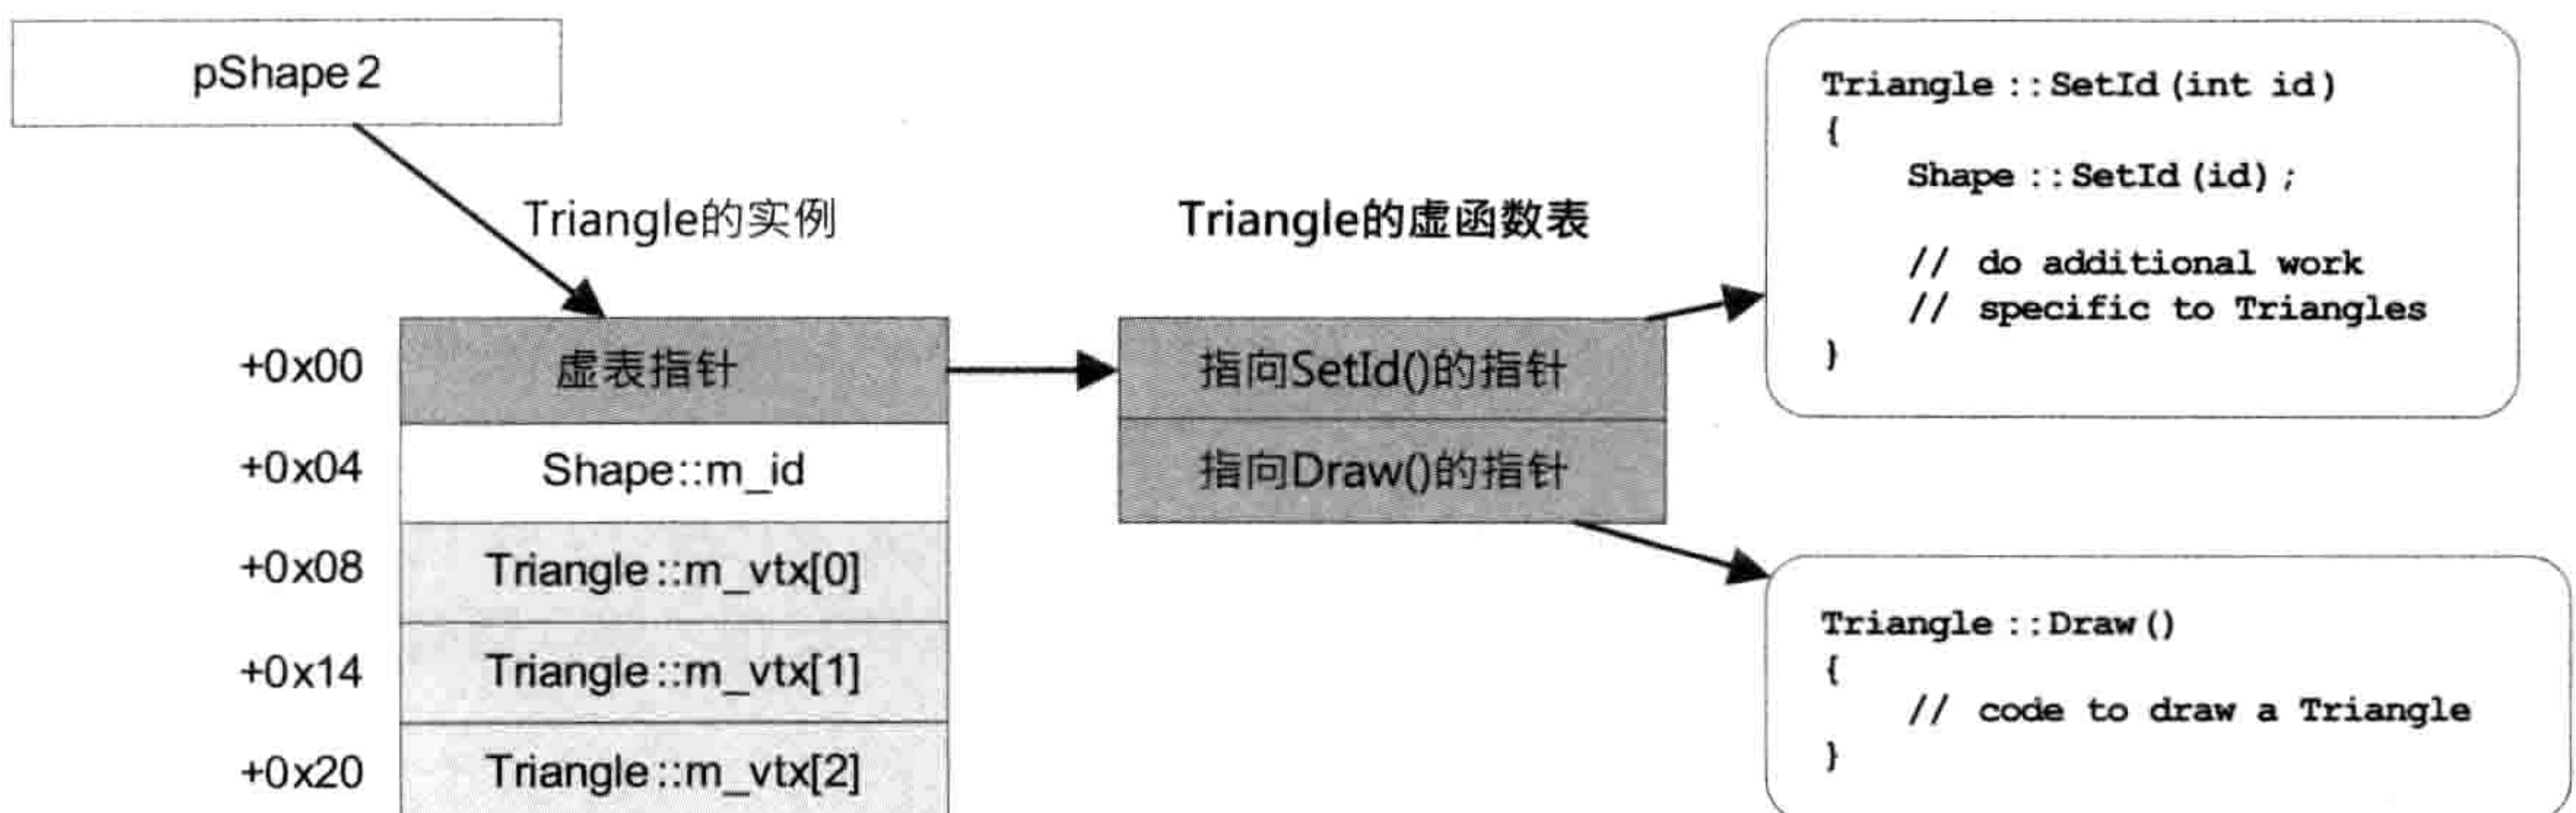 pShape2
Triangle的实例
+0x00 虚表指针
+0x04 Shape::m_id
+0x08 Triangle::m_vtx[0]
+0x14 Triangle::m_vtx[1]
+0x20 Triangle::m_vtx[2]
Triangle的虚函数表
指向SetId()的指针
指向Draw()的指针
Triangle::SetId(int id)
{
Shape::SetId(id);
// do additional work
// specific to Triangles
}
Triangle::Draw()
{
// code to draw a Triangle
}